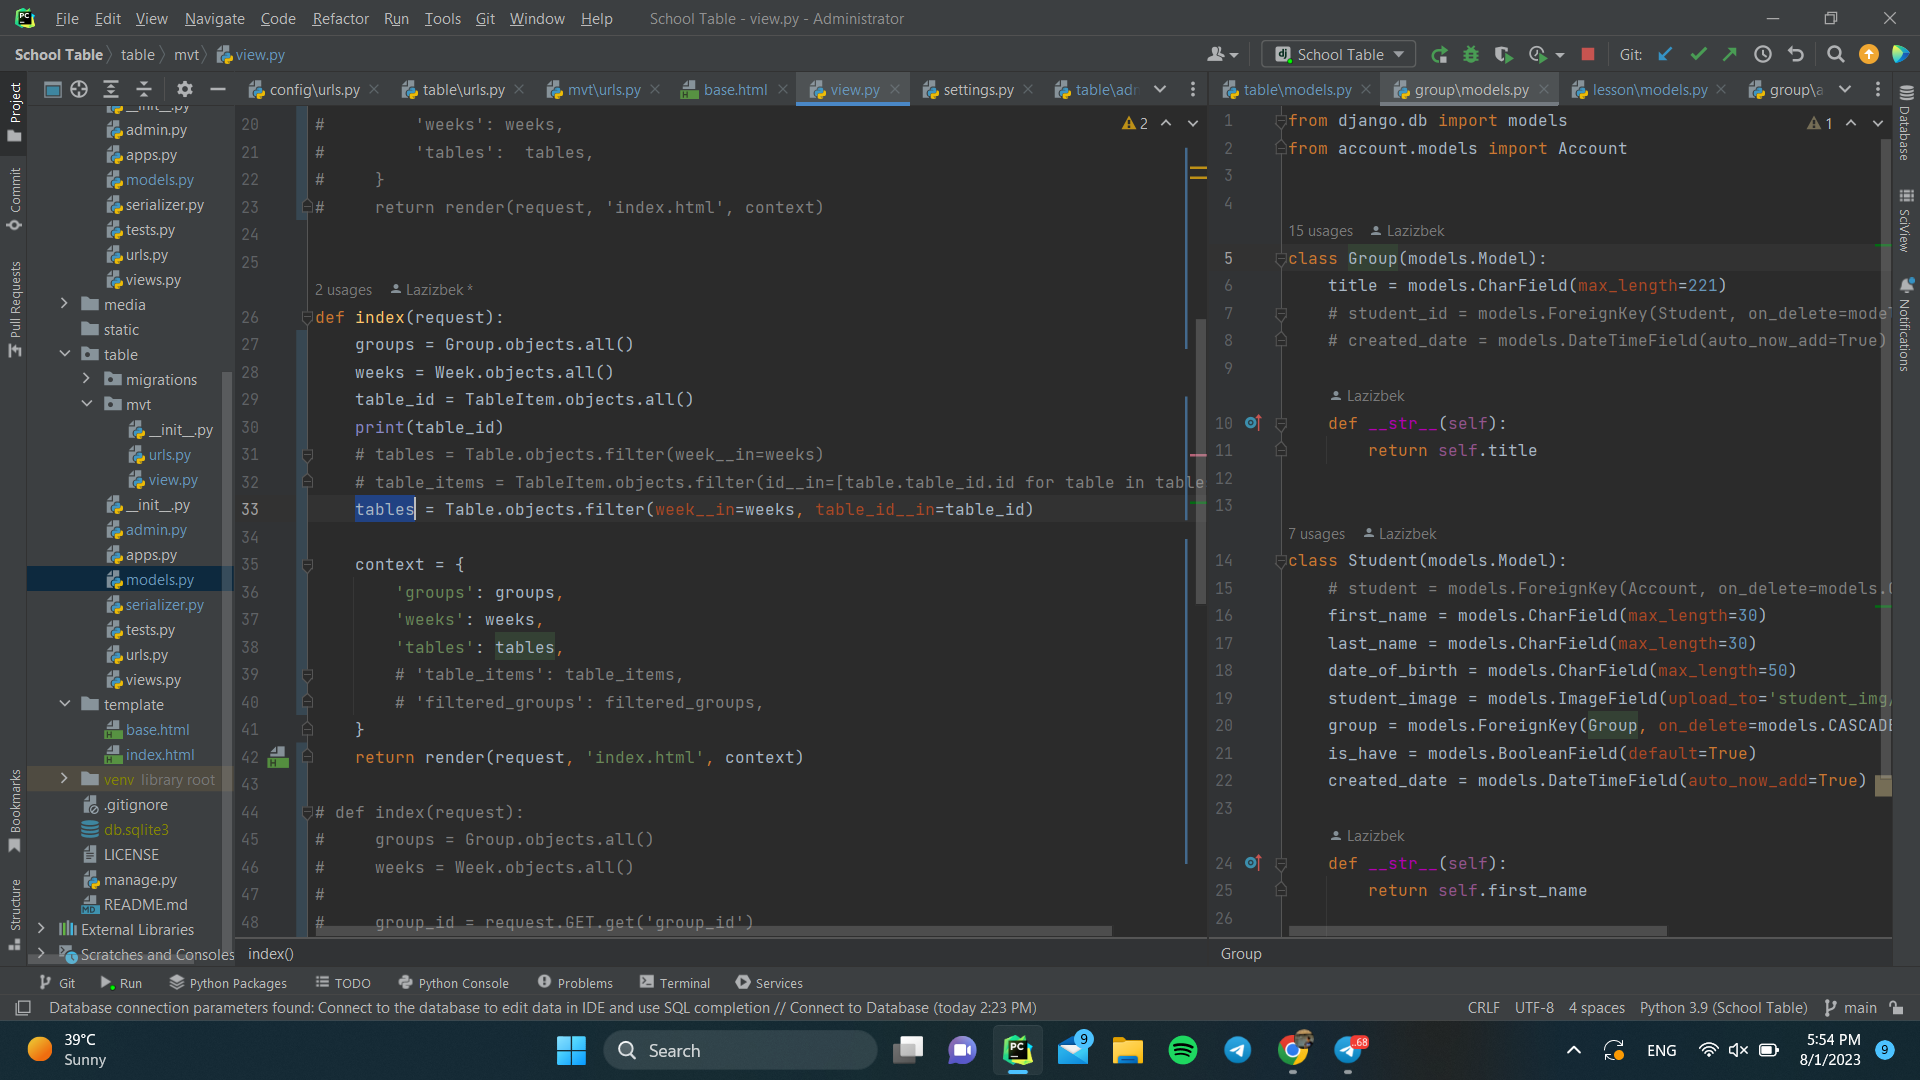 File Edit View Navigate Code Refactor Run Tools Git Window Help School Table - view.py - Administrator
School Table table mvt view.py School Table Git:
config\urls.py table\urls.py mvt\urls.py base.html view.py settings.py table\adm
table\models.py group\models.py lesson\models.py group\a
Project
Commit
Pull Requests
Bookmarks
Structure
__init__.py
admin.py
apps.py
models.py
serializer.py
tests.py
urls.py
views.py
media
static
table
migrations
mvt
__init__.py
urls.py
view.py
__init__.py
admin.py
apps.py
models.py
serializer.py
tests.py
urls.py
views.py
template
base.html
index.html
venv library root
.gitignore
db.sqlite3
LICENSE
manage.py
README.md
External Libraries
Scratches and Consoles
2
20 # 'weeks': weeks,
21 # 'tables': tables,
22 # }
23 # return render(request, 'index.html', context)
24
25
2 usages Lazizbek *
26 def index(request):
27 groups = Group.objects.all()
28 weeks = Week.objects.all()
29 table_id = TableItem.objects.all()
30 print(table_id)
31 # tables = Table.objects.filter(week__in=weeks)
32 # table_items = TableItem.objects.filter(id__in=[table.table_id.id for table in table
33 tables = Table.objects.filter(week__in=weeks, table_id__in=table_id)
34
35 context = {
36 'groups': groups,
37 'weeks': weeks,
38 'tables': tables,
39 # 'table_items': table_items,
40 # 'filtered_groups': filtered_groups,
41 }
42 return render(request, 'index.html', context)
43
44 # def index(request):
45 # groups = Group.objects.all()
46 # weeks = Week.objects.all()
47 #
48 # group_id = request.GET.get('group_id')
index()
1
1 from django.db import models
2 from account.models import Account
3
4
15 usages Lazizbek
5 class Group(models.Model):
6 title = models.CharField(max_length=221)
7 # student_id = models.ForeignKey(Student, on_delete=mode
8 # created_date = models.DateTimeField(auto_now_add=True)
9
Lazizbek
10 def __str__(self):
11 return self.title
12
13
7 usages Lazizbek
14 class Student(models.Model):
15 # student = models.ForeignKey(Account, on_delete=models.
16 first_name = models.CharField(max_length=30)
17 last_name = models.CharField(max_length=30)
18 date_of_birth = models.CharField(max_length=50)
19 student_image = models.ImageField(upload_to='student_img/
20 group = models.ForeignKey(Group, on_delete=models.CASCADE
21 is_have = models.BooleanField(default=True)
22 created_date = models.DateTimeField(auto_now_add=True)
23
Lazizbek
24 def __str__(self):
25 return self.first_name
26
Group
Database
SciView
Notifications
Git Run Python Packages TODO Python Console Problems Terminal Services
Database connection parameters found: Connect to the database to edit data in IDE and use SQL completion // Connect to Database (today 2:23 PM) CRLF UTF-8 4 spaces Python 3.9 (School Table) main
39°C
Sunny
Search
9
68
ENG
5:54 PM
8/1/2023
9